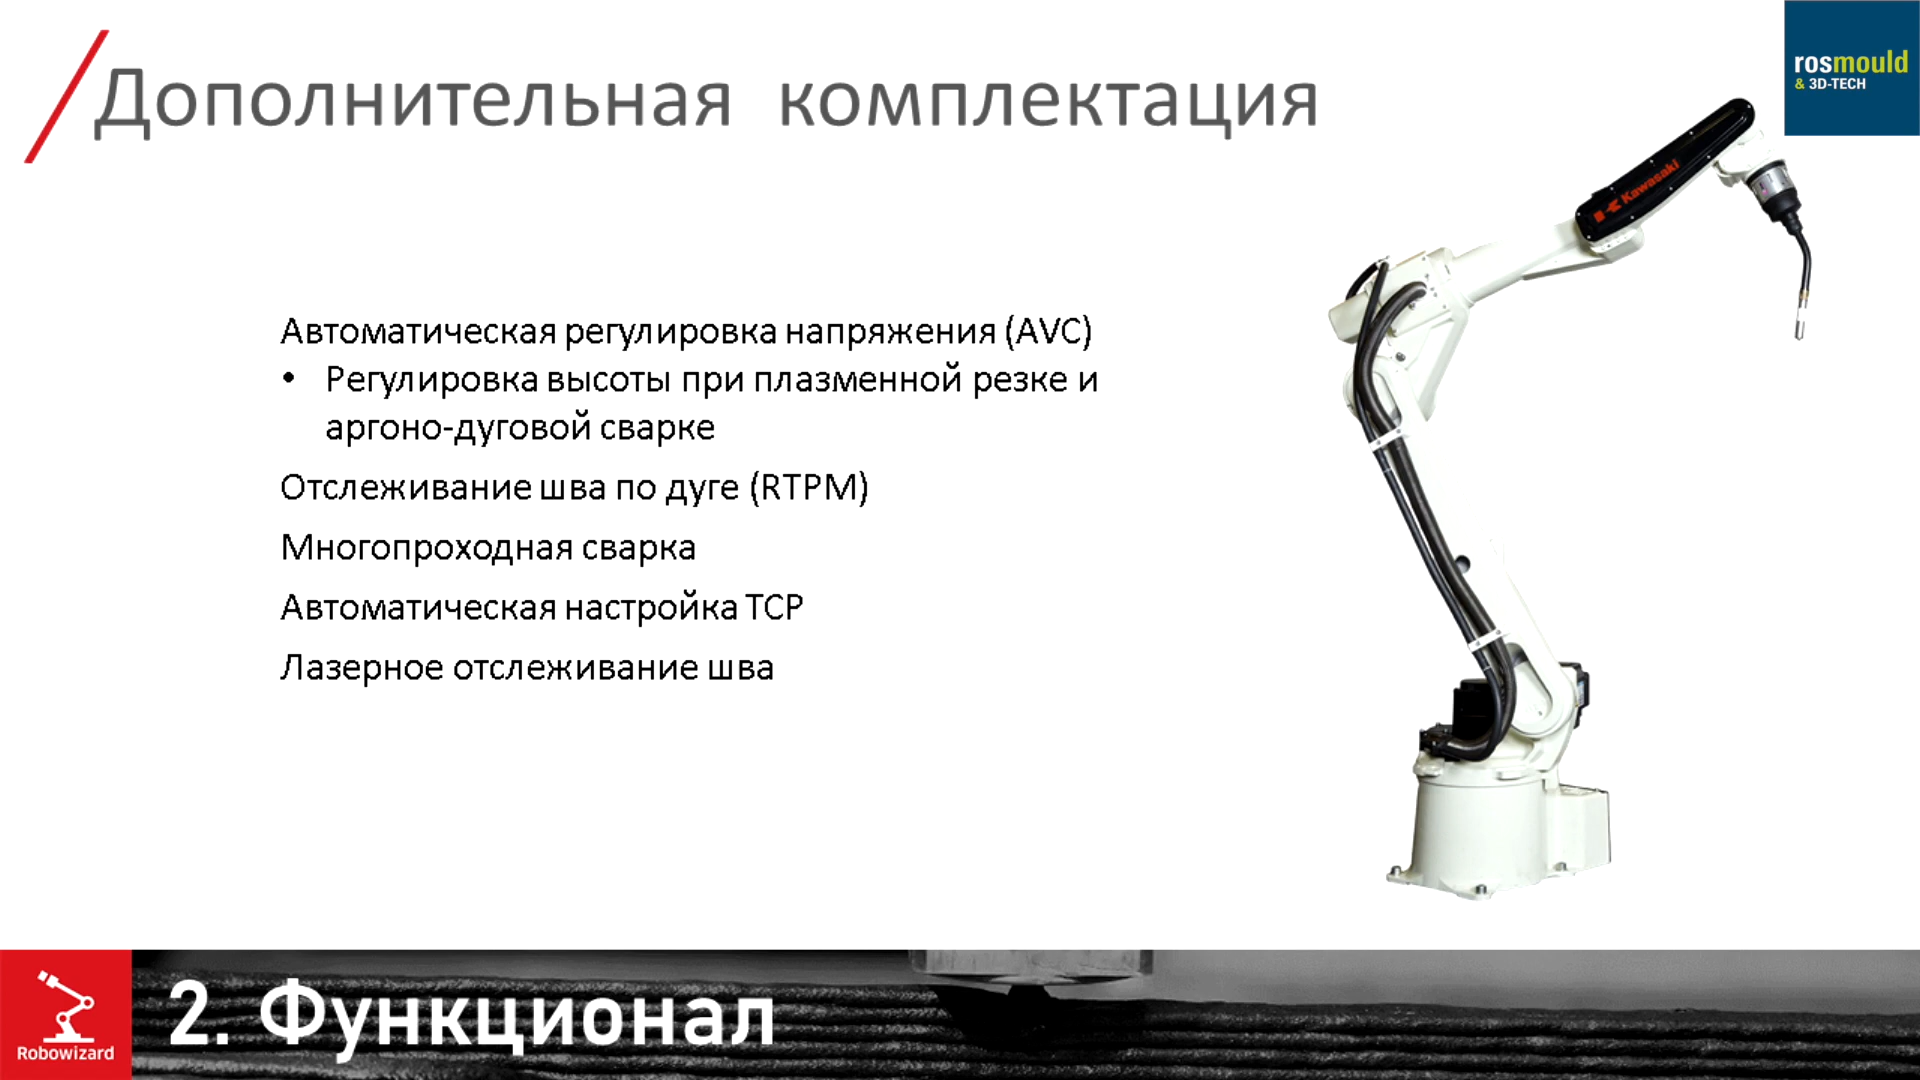 Дополнительная комплектация
rosmould
& 3D-TECH
Kawasaki
Автоматическая регулировка напряжения (AVC)
• Регулировка высоты при плазменной резке и
аргоно-дуговой сварке
Отслеживание шва по дуге (RTPM)
Многопроходная сварка
Автоматическая настройка TCP
Лазерное отслеживание шва
Robowizard
2. Функционал